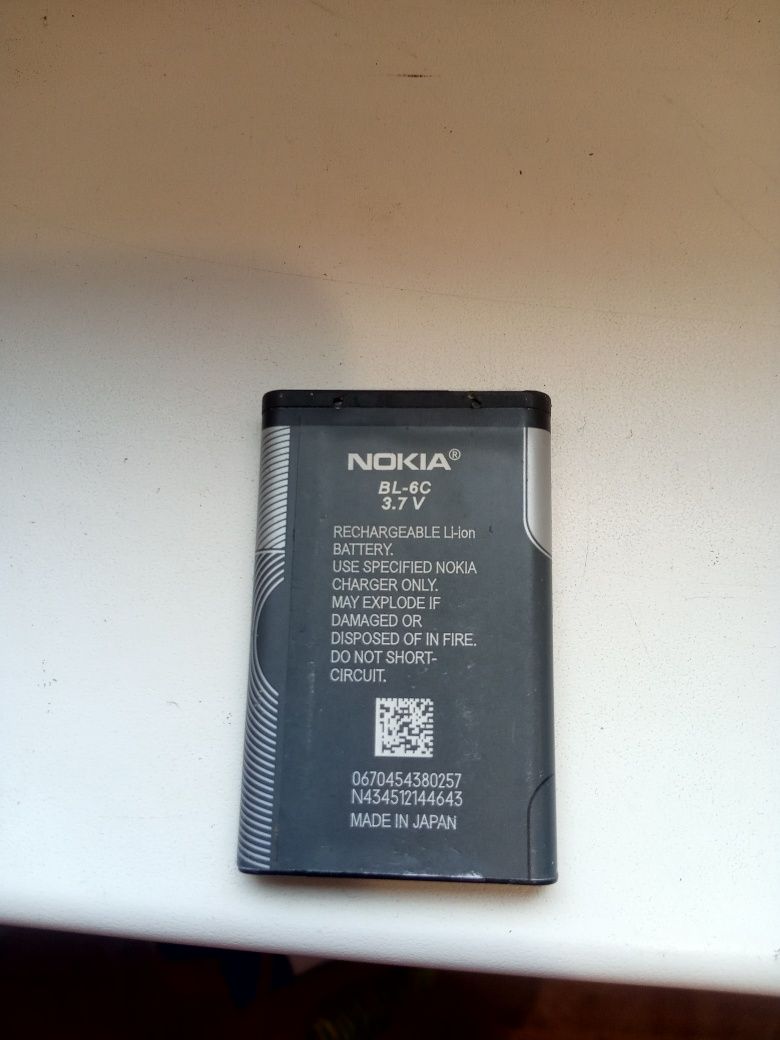 NOKIA®
BL-6C
3.7 V
RECHARGEABLE Li-ion
BATTERY.
USE SPECIFIED NOKIA
CHARGER ONLY.
MAY EXPLODE IF
DAMAGED OR
DISPOSED OF IN FIRE.
DO NOT SHORT-
CIRCUIT.
0670454380257
N434512144643
MADE IN JAPAN